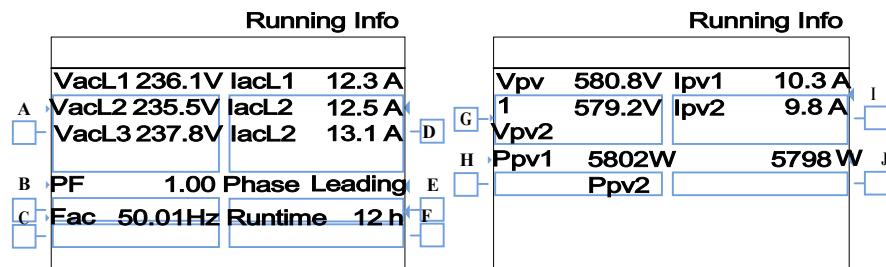 Running Info
VacL1 236.1V IacL1 12.3 A
A VacL2 235.5V IacL2 12.5 A
VacL3 237.8V IacL2 13.1 A D
B PF 1.00 Phase Leading E
C Fac 50.01Hz Runtime 12 h F
Running Info
Vpv 580.8V Ipv1 10.3 A I
G 1 579.2V Ipv2 9.8 A
Vpv2
H Ppv1 5802W 5798 W J
Ppv2